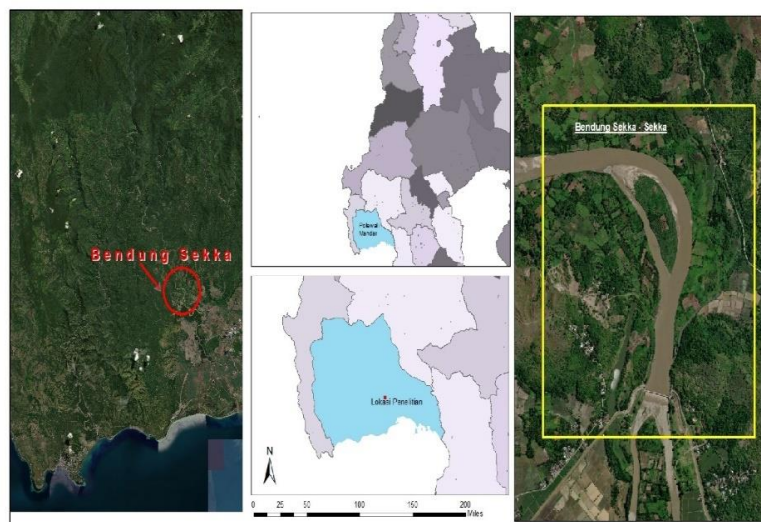 Bendung Sekka
Polewali
Mandar
Lokasi Penelitian
N
0 25 50 100 150 200
Miles
Bendung Sekka - Sekka